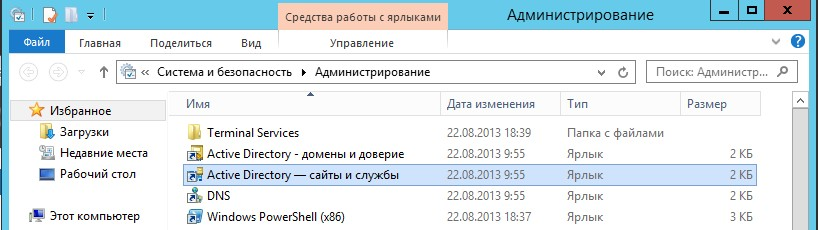 Средства работы с ярлыками
Администрирование
Файл Главная Поделиться Вид Управление
Система и безопасность Администрирование
Поиск: Администр...
Избранное
Загрузки
Недавние места
Рабочий стол
Этот компьютер
Имя Дата изменения Тип Размер
Terminal Services 22.08.2013 18:39 Папка с файлами
Active Directory - домены и доверие 22.08.2013 9:55 Ярлык 2 КБ
Active Directory — сайты и службы 22.08.2013 9:55 Ярлык 2 КБ
DNS 22.08.2013 9:55 Ярлык 2 КБ
Windows PowerShell (x86) 22.08.2013 18:37 Ярлык 3 КБ